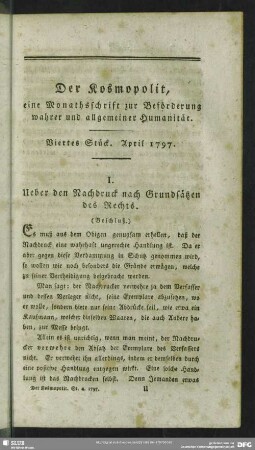 Der Kosmopolit,
eine Monathsschrift zur Beförderung
wahrer und allgemeiner Humanität.
Viertes Stück. April 1797.
I.
Ueber den Nachdruck nach Grundsätzen
des Rechts.
(Beschluß.)
Es muß aus dem Obigen genugsam erhellen, daß der
Nachdruck eine wahrhaft ungerechte Handlung ist. Da er
aber gegen diese Verdammung in Schutz genommen wird,
so wollen wir noch besonders die Gründe erwägen, welche
zu seiner Vertheidigung beygebracht werden.
Man sagt: der Nachdrucker verwehre ja dem Verfasser
und dessen Verleger nicht, seine Exemplare abzusetzen, wo
er wolle, sondern biete nur seine Abdrücke feil, wie etwa ein
Kaufmann, welcher dieselben Waaren, die auch Andere ha-
ben, zur Messe bringt.
Allein es ist unrichtig, wenn man meint, der Nachdru-
cker verwehre den Absatz der Exemplare des Verfassers
nicht. Er verwehrt ihn allerdings, indem er demselben durch
eine positive Handlung entgegen wirkt. Eine solche Hand-
lung ist das Nachdrucken selbst. Denn Jemanden etwas
Der Kosmopolit. St. 4. 1797. U
SLUB
DFG